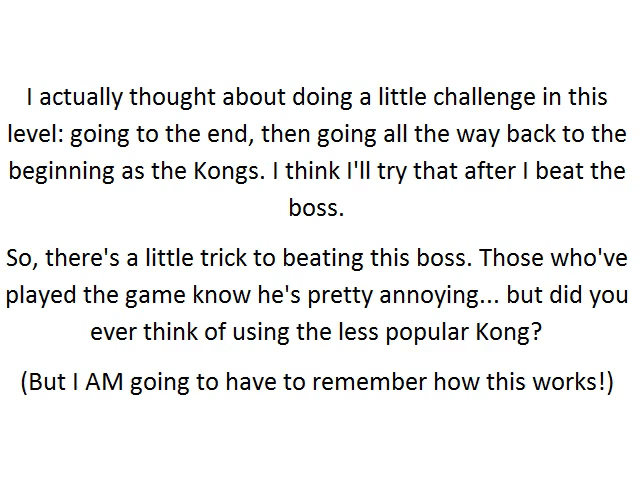 I actually thought about doing a little challenge in this
level: going to the end, then going all the way back to the
beginning as the Kongs. I think I'll try that after I beat the
boss.
So, there's a little trick to beating this boss. Those who've
played the game know he's pretty annoying... but did you
ever think of using the less popular Kong?
(But I AM going to have to remember how this works!)